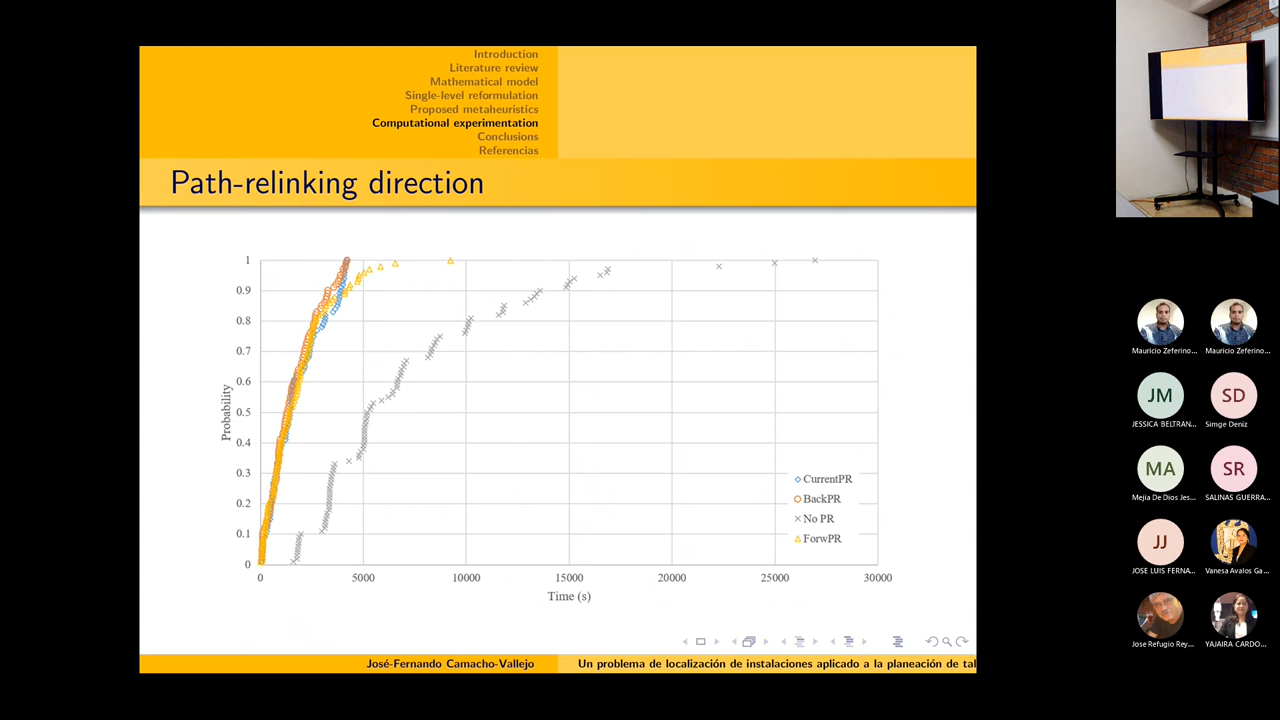 Introduction
Literature review
Mathematical model
Single-level reformulation
Proposed metaheuristics
Computational experimentation
Conclusions
Referencias
Path-relinking direction
1
0.9
0.8
0.7
0.6
0.5
0.4
0.3
0.2
0.1
0
Probability
0 5000 10000 15000 20000 25000 30000
Time (s)
CurrentPR
BackPR
No PR
ForwPR
José-Fernando Camacho-Vallejo
Un problema de localización de instalaciones aplicado a la planeación de tal
Mauricio Zeferino... Mauricio Zeferino...
JM SD
JESSICA BELTRAN... Simge Deniz
MA SR
Mejia De Dios Jes... SALINAS GUERRA...
JJ
JOSE LUIS FERNA... Vanesa Avalos Ga...
Jose Refugio Rey... YAJAIRA CARDO...